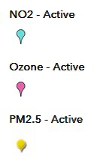 NO2 - Active
Ozone - Active
PM2.5 - Active